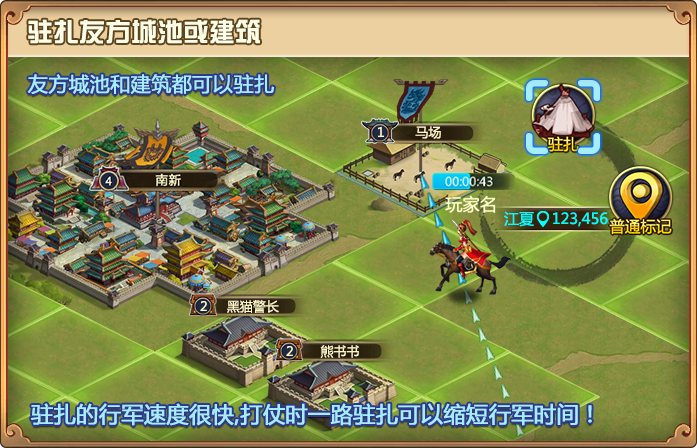 驻扎友方城池或建筑
友方城池和建筑都可以驻扎
1 马场
驻扎
4 南新
00:00:43
玩家名
江夏 123,456
普通标记
2 黑猫警长
2 熊书书
驻扎的行军速度很快,打仗时一路驻扎可以缩短行军时间！